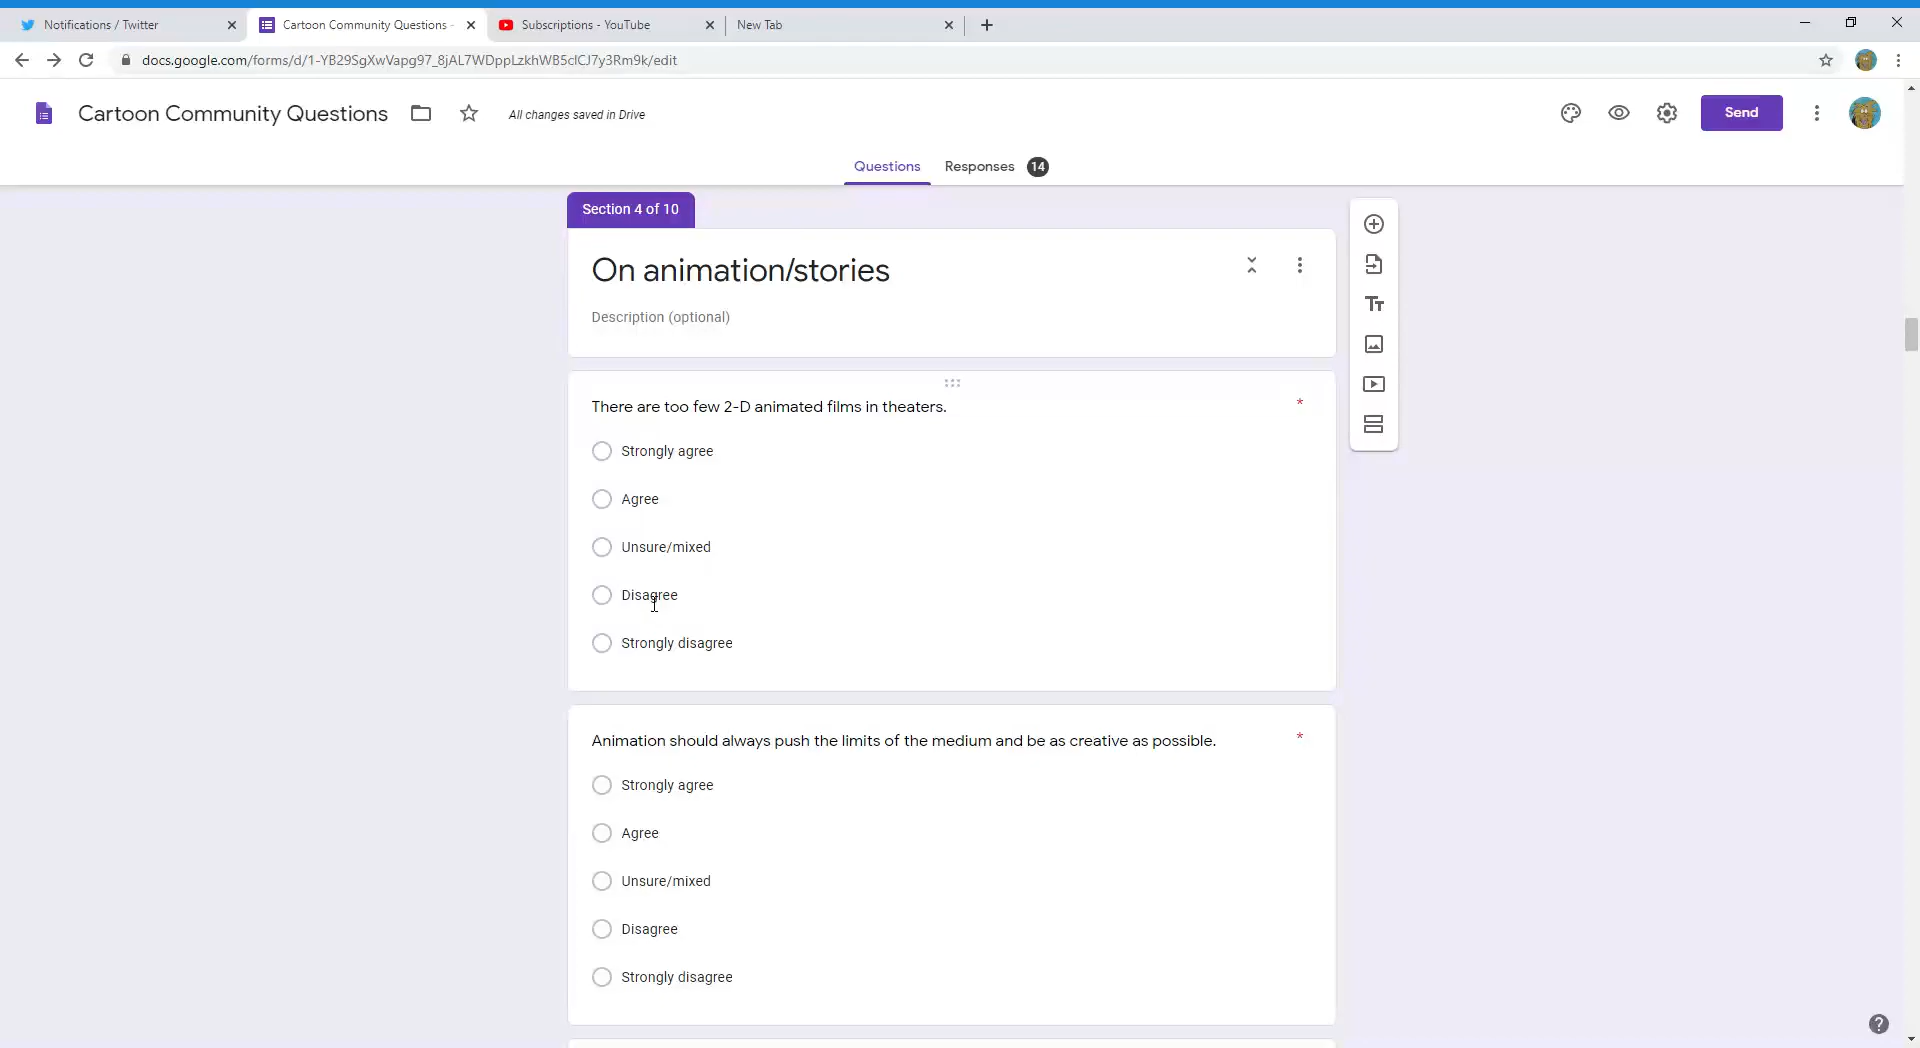 Notifications / Twitter
Cartoon Community Questions -
Subscriptions - YouTube
New Tab
docs.google.com/forms/d/1-YB29SgXwVapg97_8jAL7WDppLzkhWB5clCJ7y3Rm9k/edit
Cartoon Community Questions
All changes saved in Drive
Send
Questions
Responses
14
Section 4 of 10
On animation/stories
Description (optional)
Tr
There are too few 2-D animated films in theaters. *
Strongly agree
Agree
Unsure/mixed
Disagree
Strongly disagree
Animation should always push the limits of the medium and be as creative as possible. *
Strongly agree
Agree
Unsure/mixed
Disagree
Strongly disagree